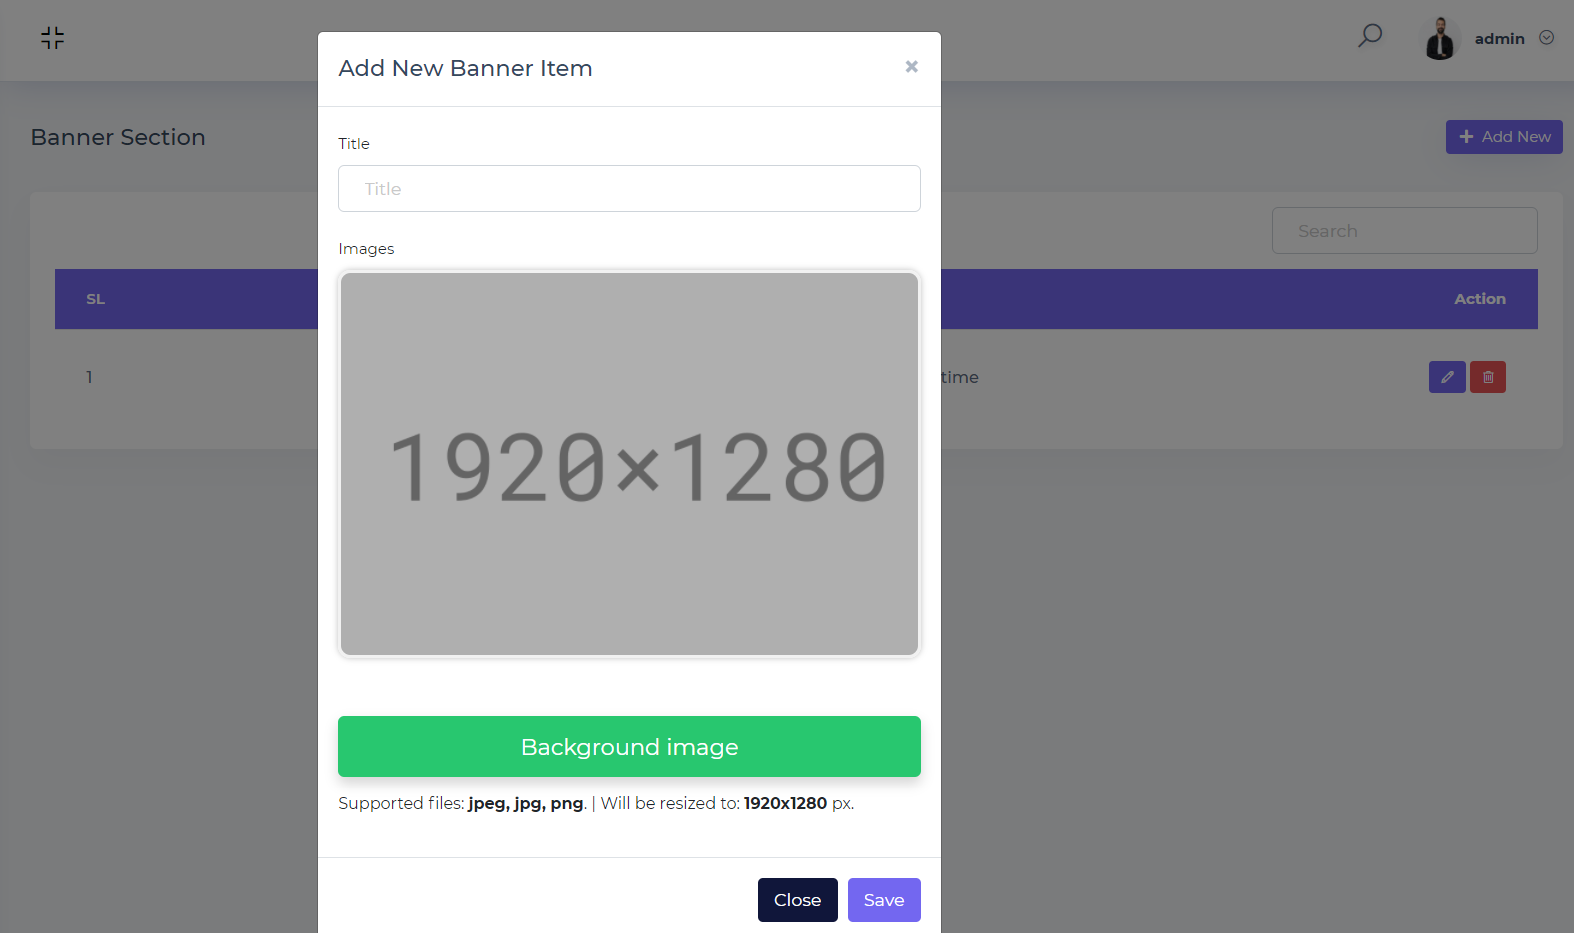 admin
Add New Banner Item
×
Banner Section
Add New
Title
Title
Search
Images
SL
Action
1920×1280
1
time
Background image
Supported files: jpeg, jpg, png. | Will be resized to: 1920x1280 px.
Close
Save